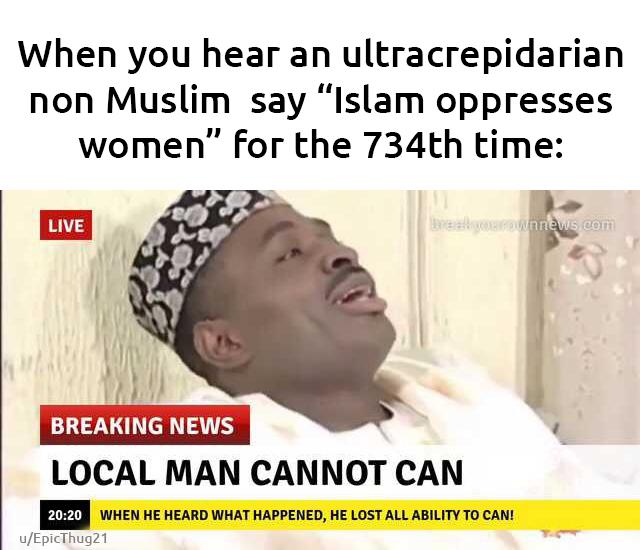 When you hear an ultracrepidarian
non Muslim  say “Islam oppresses
women” for the 734th time:
LIVE
breakyourownnews.com
BREAKING NEWS
LOCAL MAN CANNOT CAN
20:20 WHEN HE HEARD WHAT HAPPENED, HE LOST ALL ABILITY TO CAN!
u/EpicThug21